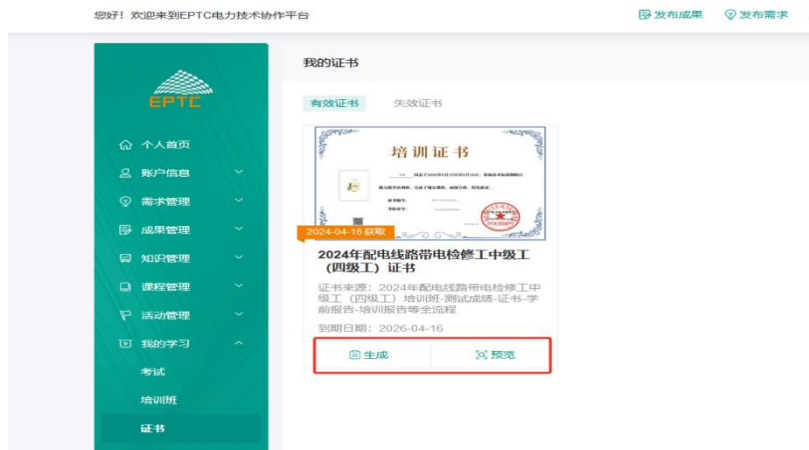 您好！欢迎来到EPTC电力技术协作平台
发布成果
发布需求
EPTC
个人首页
账户信息
需求管理
成果管理
知识管理
课程管理
活动管理
我的学习
考试
培训班
证书
我的证书
有效证书
失效证书
培训证书
2024-04-16 获取
2024年配电线路带电检修工中级工
（四级工）证书
证书来源：2024年配电线路带电检修工中
级工（四级工）培训班-测试成绩-证书-学
前报告-培训报告等全流程
到期日期：2026-04-16
生成
预览